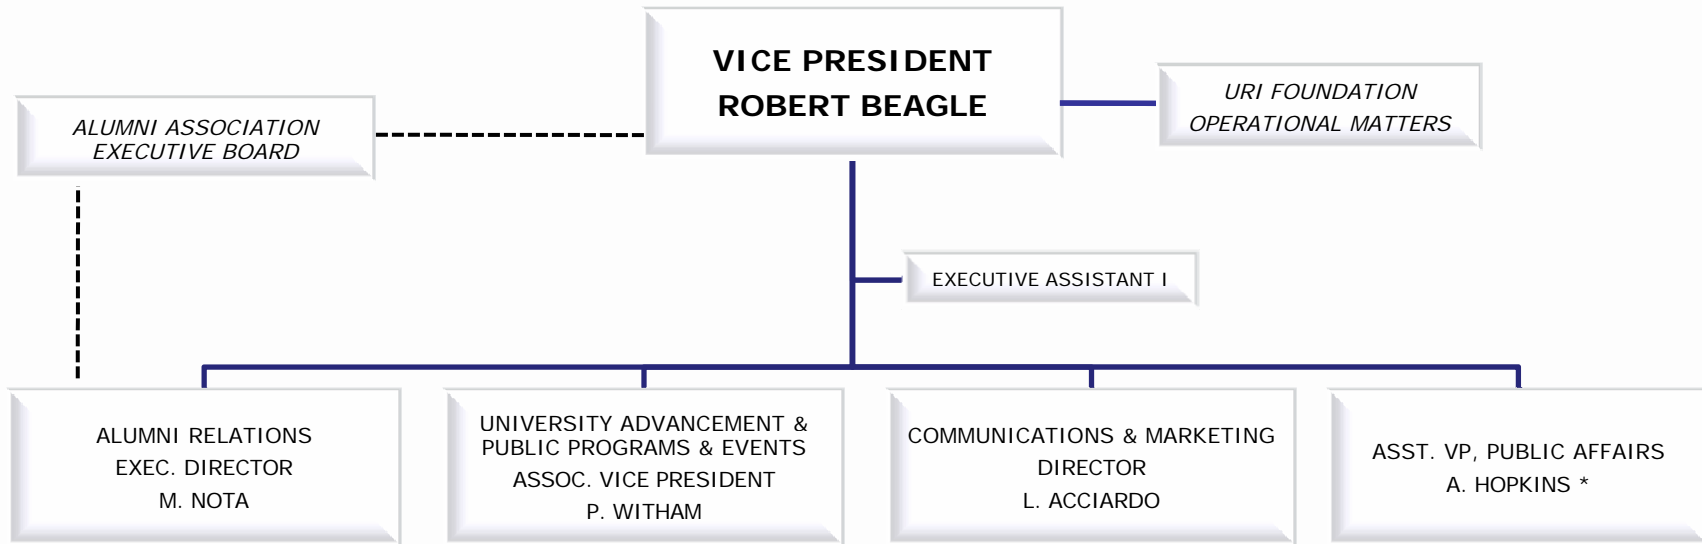 VICE PRESIDENT
ROBERT BEAGLE
URI FOUNDATION
OPERATIONAL MATTERS
ALUMNI ASSOCIATION
EXECUTIVE BOARD
EXECUTIVE ASSISTANT I
ALUMNI RELATIONS
EXEC. DIRECTOR
M. NOTA
UNIVERSITY ADVANCEMENT &
PUBLIC PROGRAMS & EVENTS
ASSOC. VICE PRESIDENT
P. WITHAM
COMMUNICATIONS & MARKETING
DIRECTOR
L. ACCIARDO
ASST. VP, PUBLIC AFFAIRS
A. HOPKINS *